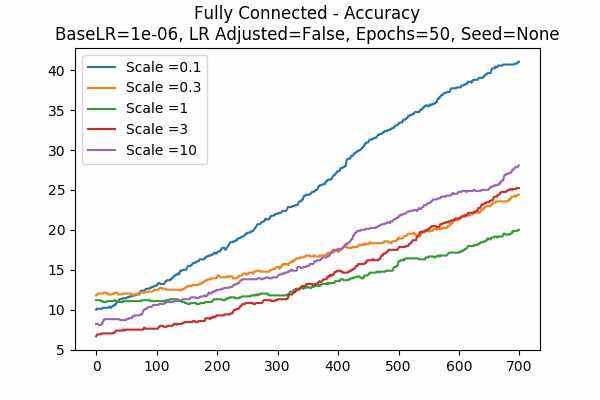 Fully Connected - Accuracy
BaseLR=1e-06, LR Adjusted=False, Epochs=50, Seed=None
Scale =0.1
Scale =0.3
Scale =1
Scale =3
Scale =10
40
35
30
25
20
15
10
5
0 100 200 300 400 500 600 700